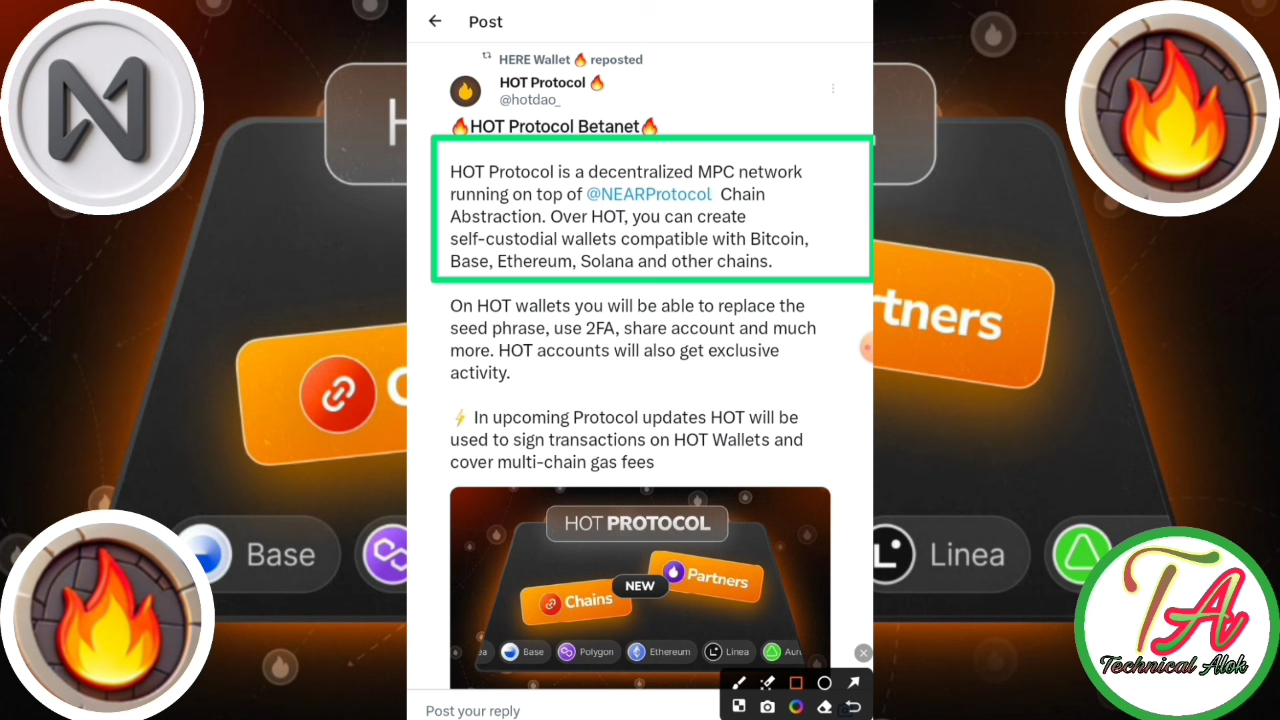 Post
HERE Wallet 🔥 reposted
HOT Protocol 🔥
@hotdao_
🔥HOT Protocol Betanet🔥
HOT Protocol is a decentralized MPC network
running on top of @NEARProtocol Chain
Abstraction. Over HOT, you can create
self-custodial wallets compatible with Bitcoin,
Base, Ethereum, Solana and other chains.
On HOT wallets you will be able to replace the
seed phrase, use 2FA, share account and much
more. HOT accounts will also get exclusive
activity.
⚡ In upcoming Protocol updates HOT will be
used to sign transactions on HOT Wallets and
cover multi-chain gas fees
HOT PROTOCOL
Partners
NEW
Chains
ea Base Polygon Ethereum Linea Aur
Post your reply
H
C
rtners
Base
Linea
TA
Technical Alok